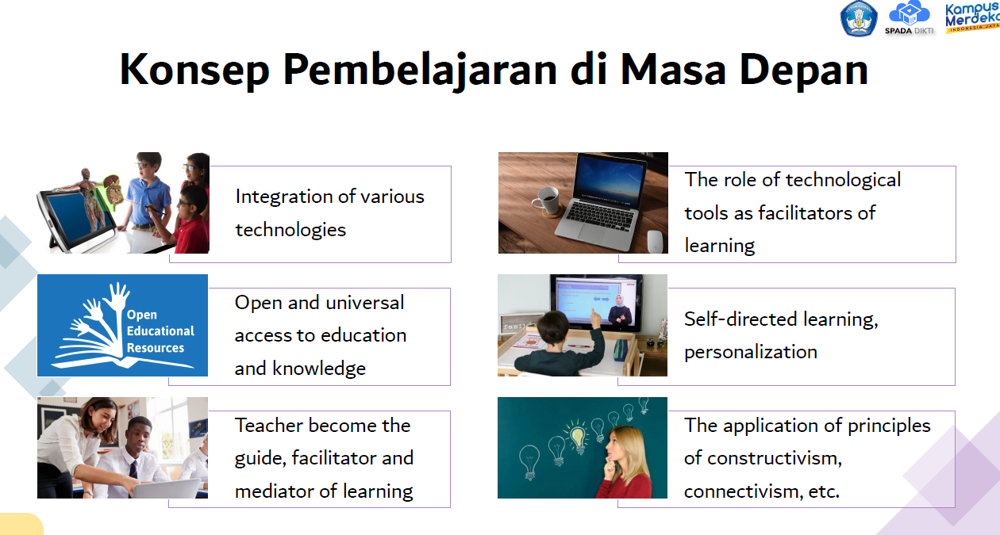 SPADA DIKTI
Kampus
Merdeka
INDONESIA JAYA
Konsep Pembelajaran di Masa Depan
Integration of various
technologies
The role of technological
tools as facilitators of
learning
Open
Educational
Resources
Open and universal
access to education
and knowledge
Self-directed learning,
personalization
Teacher become the
guide, facilitator and
mediator of learning
The application of principles
of constructivism,
connectivism, etc.